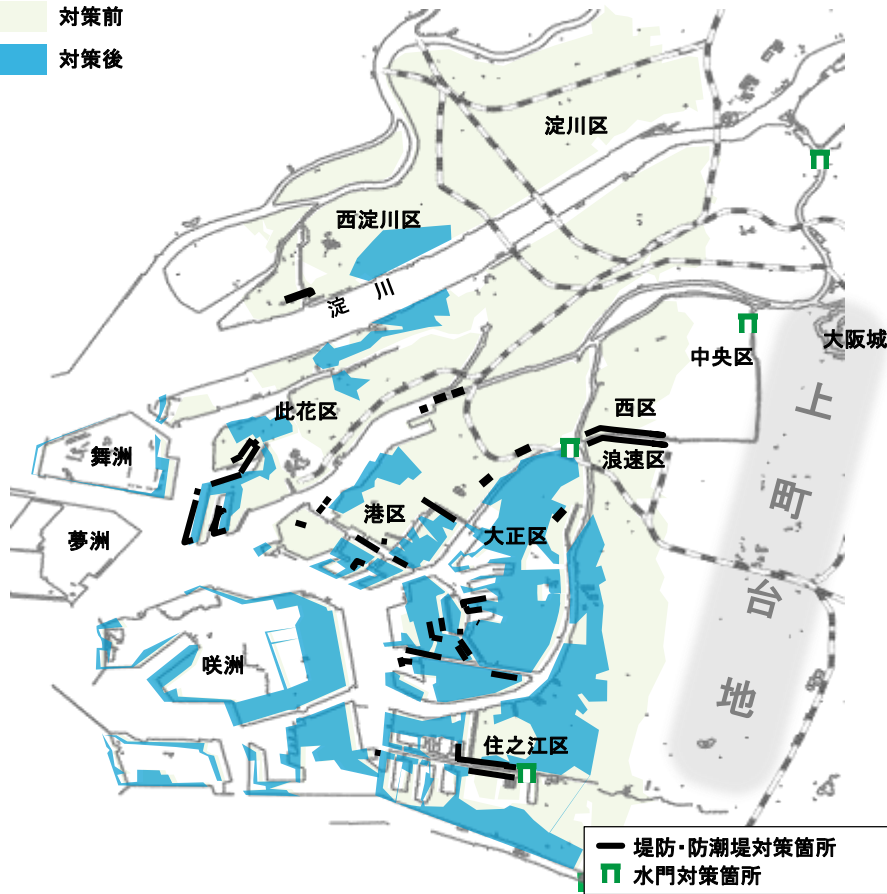 対策前
対策後
淀川区
西淀川区
淀川
大阪城
中央区
上町台地
西区
此花区
舞洲
浪速区
港区
大正区
夢洲
咲洲
住之江区
堤防・防潮堤対策箇所
水門対策箇所